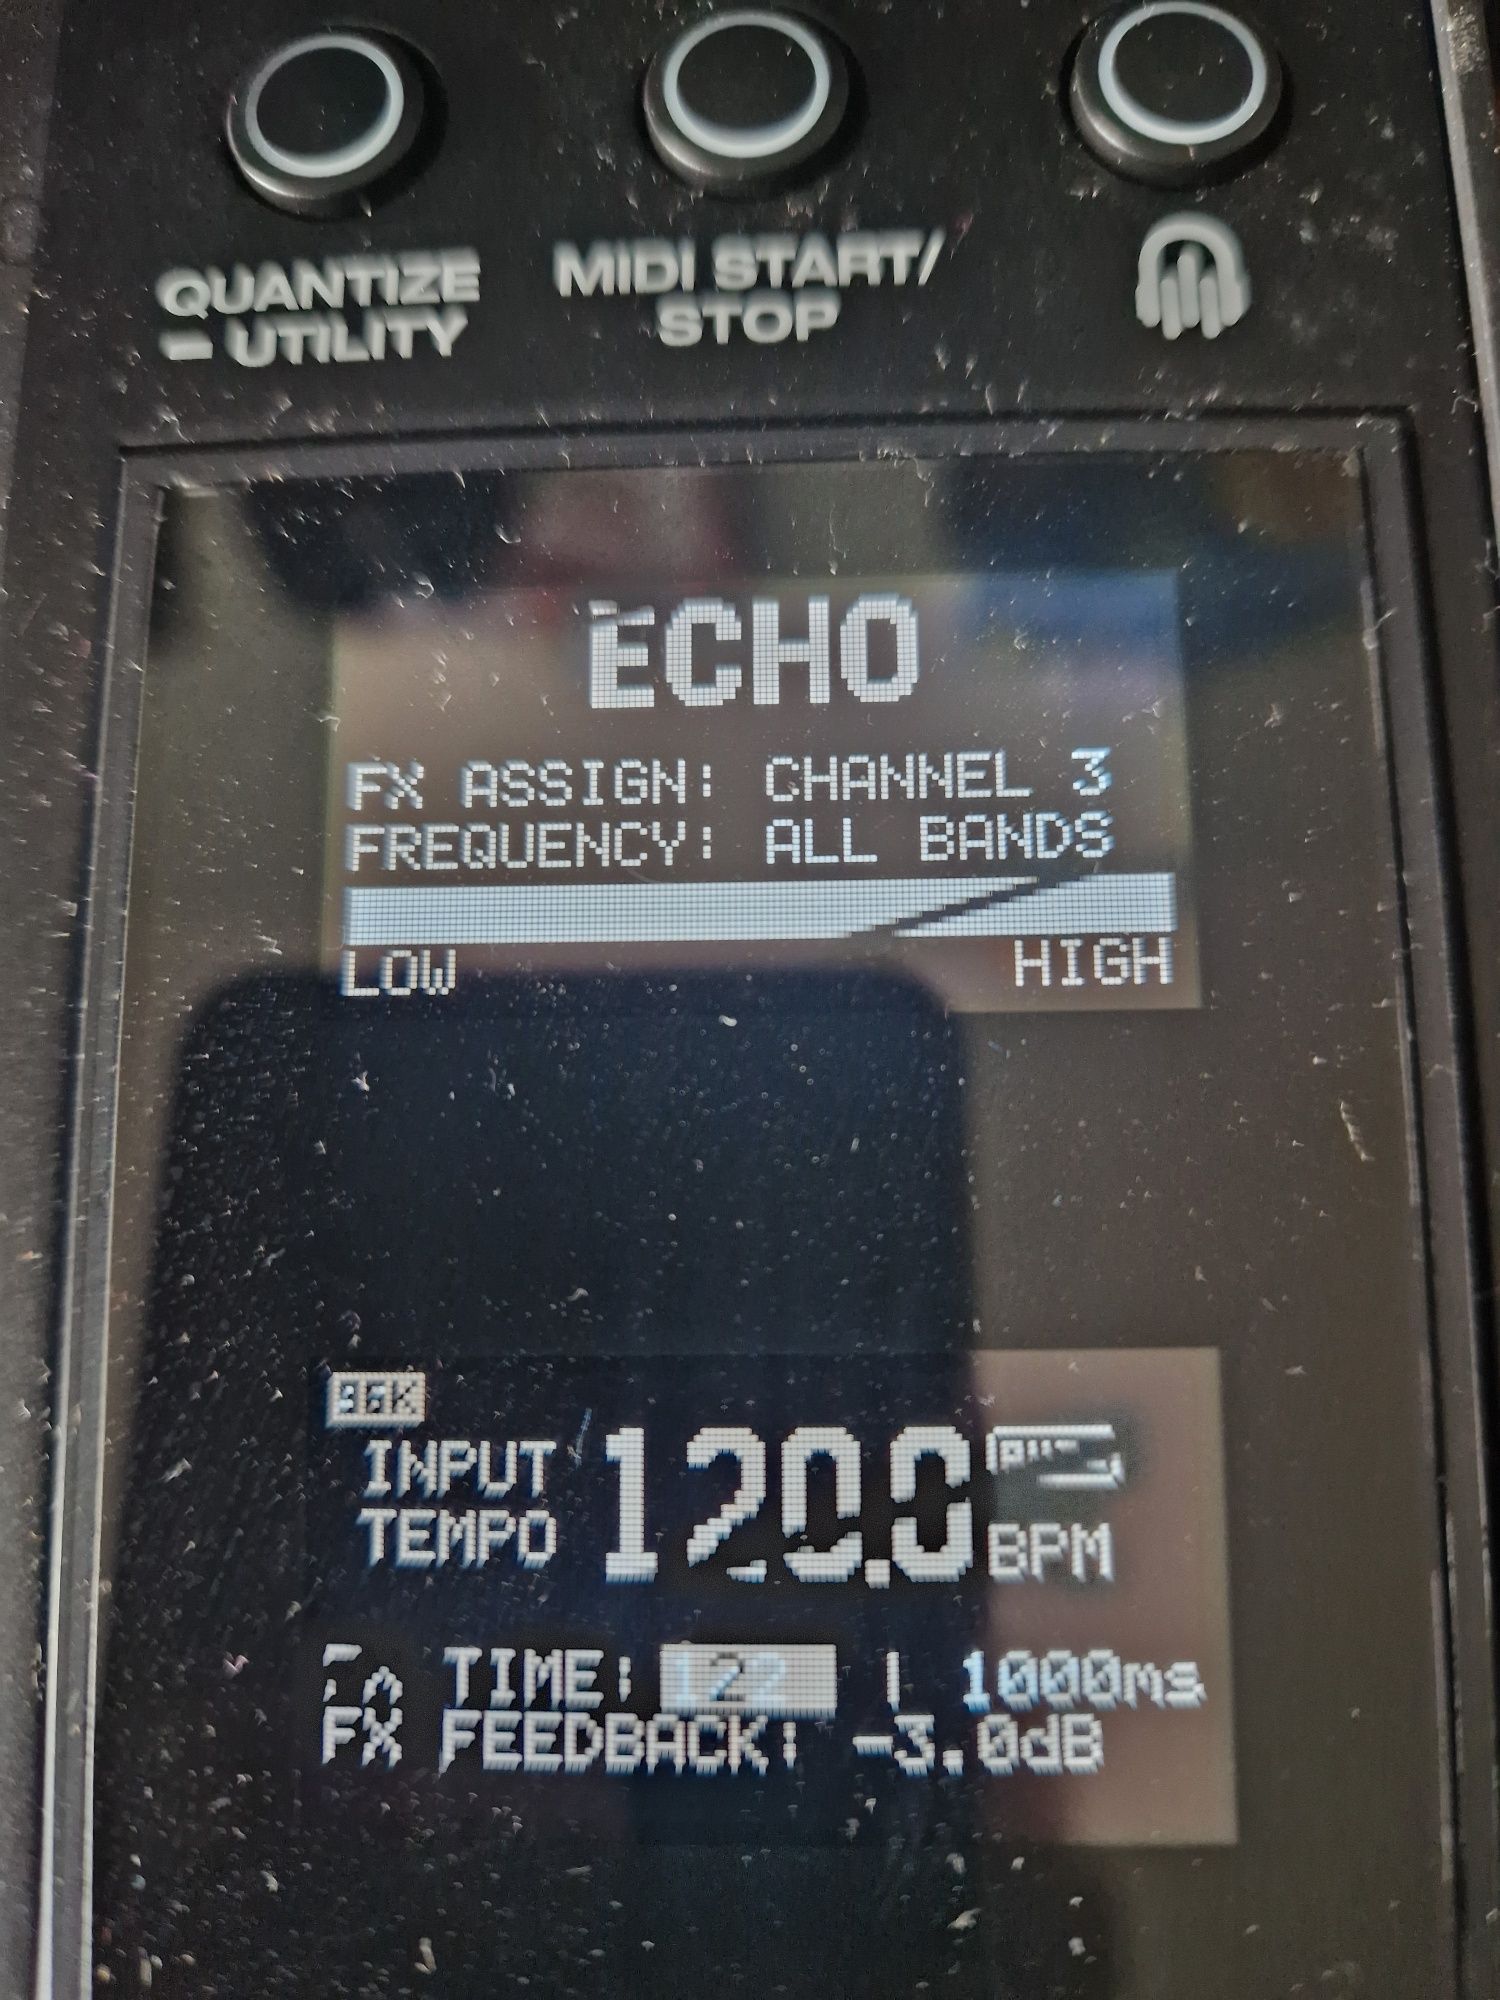 QUANTIZE
– UTILITY
MIDI START/
STOP
ECHO
FX ASSIGN: CHANNEL 3
FREQUENCY: ALL BANDS
LOW HIGH
INPUT
TEMPO
120.0
BPM
TIME: | 1000ms
FX FEEDBACK: -3.0dB